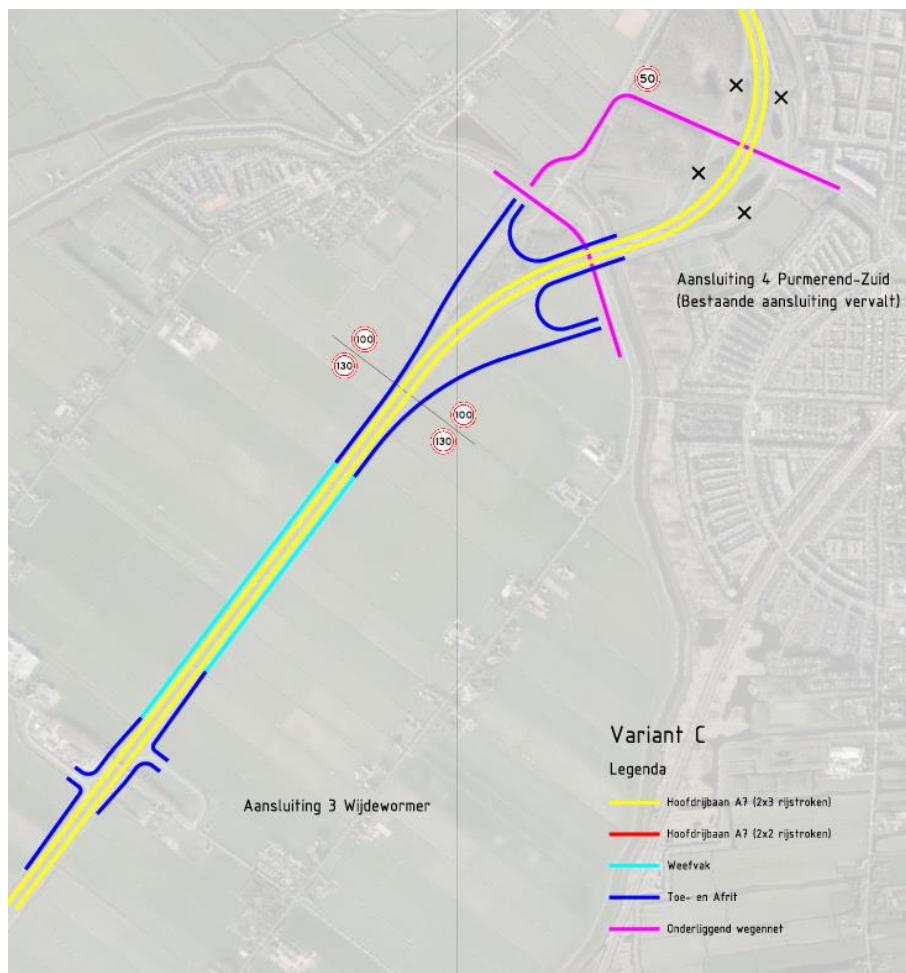 50
Aansluiting 4 Purmerend-Zuid
(Bestaande aansluiting vervalt)
100
130
100
130
Aansluiting 3 Wijdewormer
Variant C
Legenda
Hoofdrijbaan A7 (2x3 rijstroken)
Hoofdrijbaan A7 (2x2 rijstroken)
Weefvak
Toe- en Afrit
Onderliggend wegennet